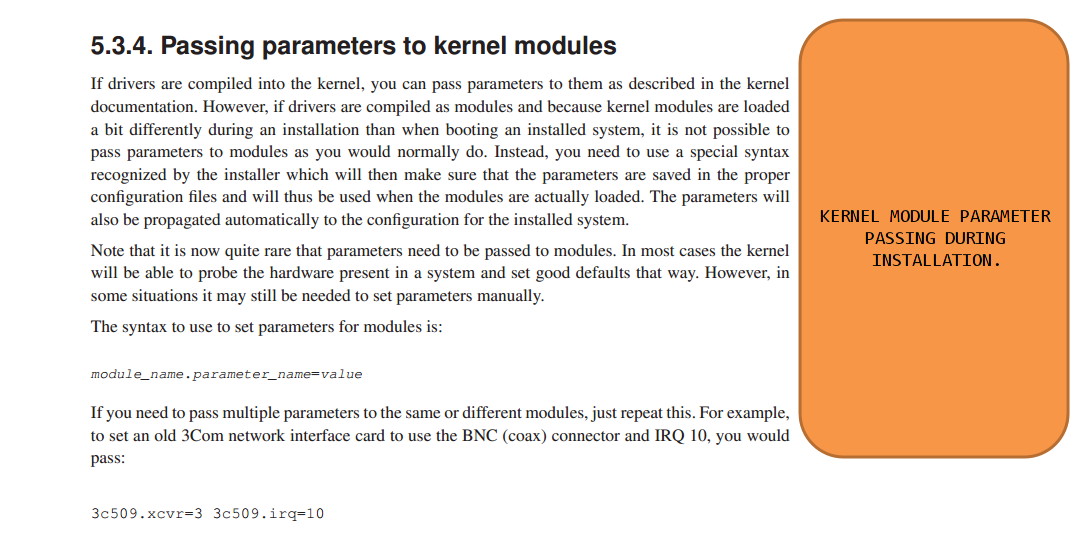 5.3.4. Passing parameters to kernel modules
If drivers are compiled into the kernel, you can pass parameters to them as described in the kernel
documentation. However, if drivers are compiled as modules and because kernel modules are loaded
a bit differently during an installation than when booting an installed system, it is not possible to
pass parameters to modules as you would normally do. Instead, you need to use a special syntax
recognized by the installer which will then make sure that the parameters are saved in the proper
configuration files and will thus be used when the modules are actually loaded. The parameters will
also be propagated automatically to the configuration for the installed system.
Note that it is now quite rare that parameters need to be passed to modules. In most cases the kernel
will be able to probe the hardware present in a system and set good defaults that way. However, in
some situations it may still be needed to set parameters manually.
The syntax to use to set parameters for modules is:
module_name.parameter_name=value
If you need to pass multiple parameters to the same or different modules, just repeat this. For example,
to set an old 3Com network interface card to use the BNC (coax) connector and IRQ 10, you would
pass:
3c509.xcvr=3 3c509.irq=10
KERNEL MODULE PARAMETER
PASSING DURING
INSTALLATION.